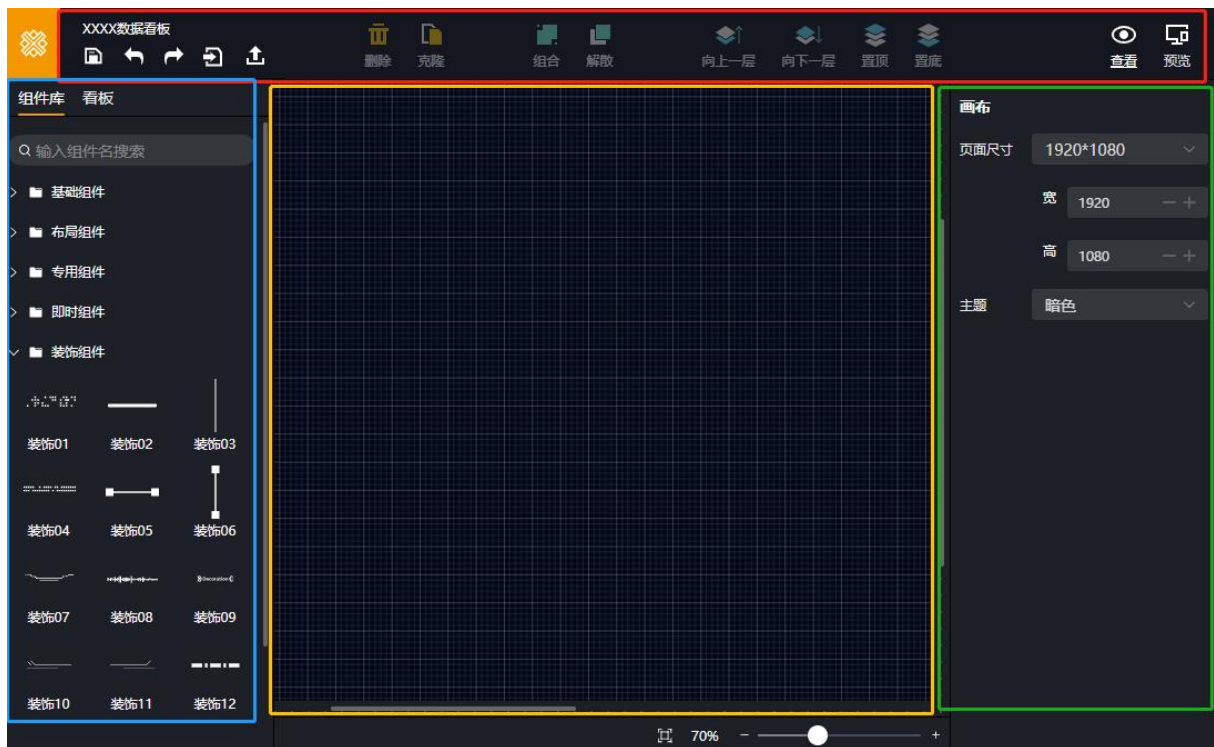 XXXX数据看板
删除 克隆 组合 解散 向上一层 向下一层 置顶 置底 查看 预览
组件库 看板
输入组件名搜索
基础组件
布局组件
专用组件
即时组件
装饰组件
装饰01 装饰02 装饰03
装饰04 装饰05 装饰06
Decoration
装饰07 装饰08 装饰09
装饰10 装饰11 装饰12
画布
页面尺寸 1920*1080
宽 1920
高 1080
主题 暗色
70%